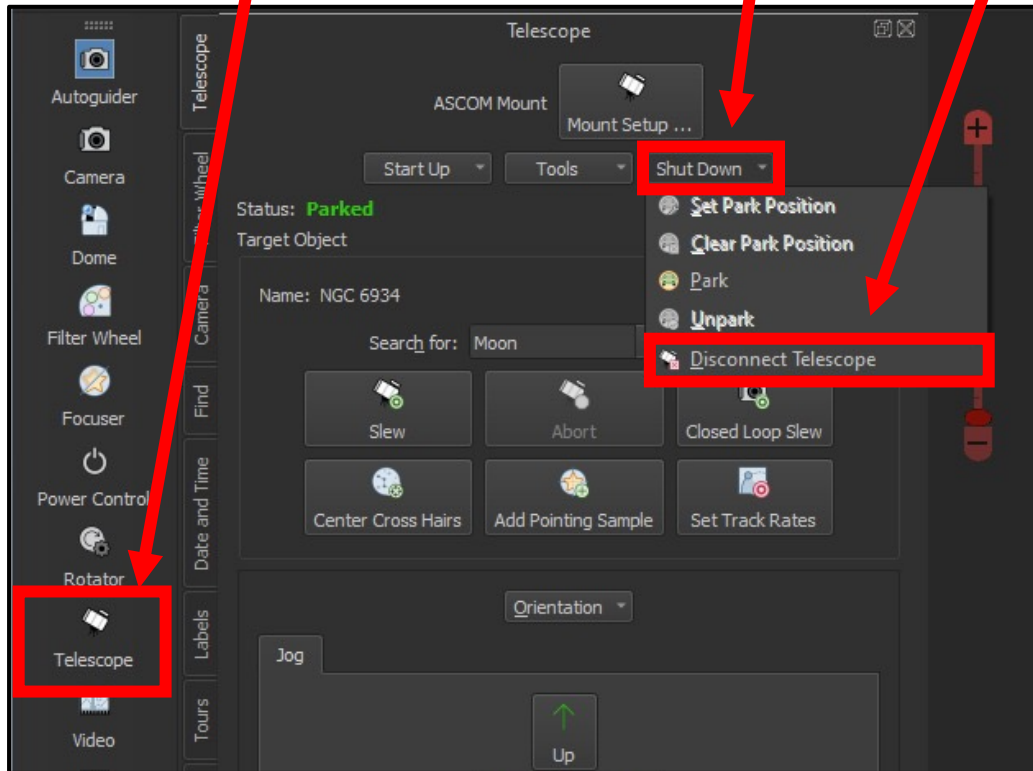 Autoguider
Camera
Dome
Filter Wheel
Focuser
Power Control
Rotator
Telescope
Video
Telescope
Filter Wheel
Camera
Find
Date and Time
Labels
Tours
Telescope
ASCOM Mount
Mount Setup ...
Start Up
Tools
Shut Down
Set Park Position
Clear Park Position
Park
Unpark
Disconnect Telescope
Status: Parked
Target Object
Name: NGC 6934
Search for: Moon
Slew
Abort
Closed Loop Slew
Center Cross Hairs
Add Pointing Sample
Set Track Rates
Orientation
Jog
Up